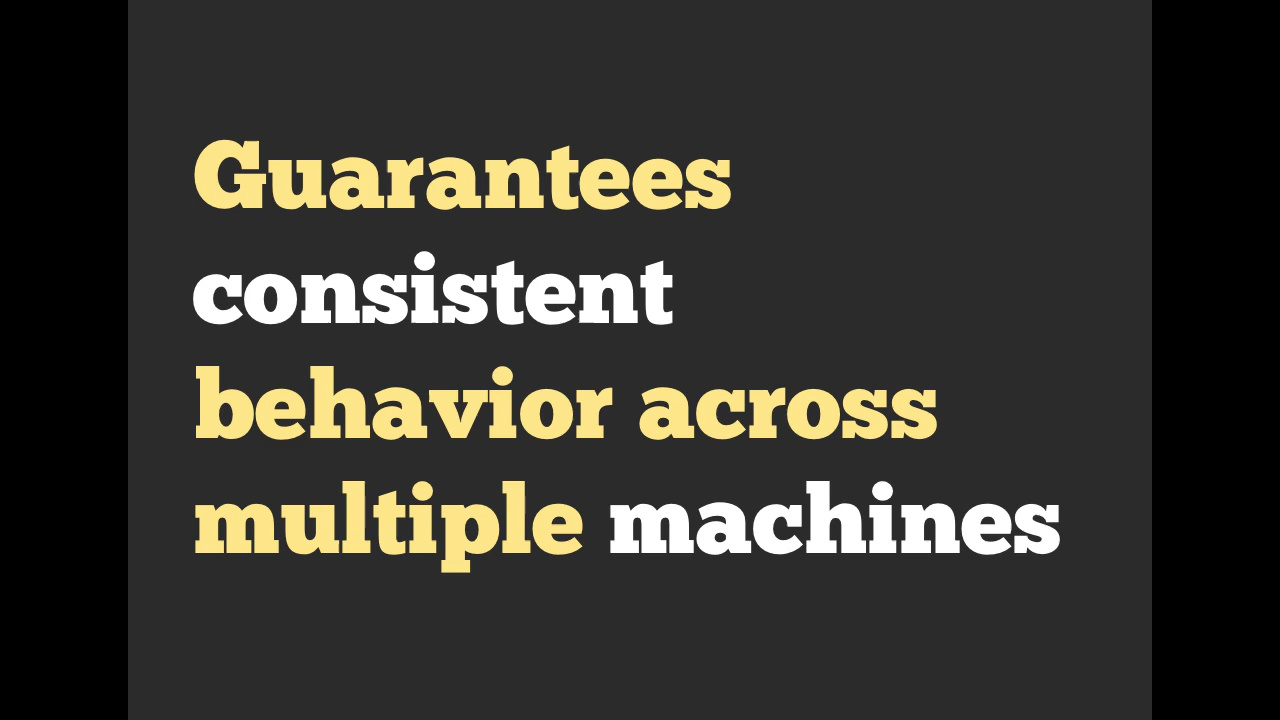 Guarantees
consistent
behavior across
multiple machines